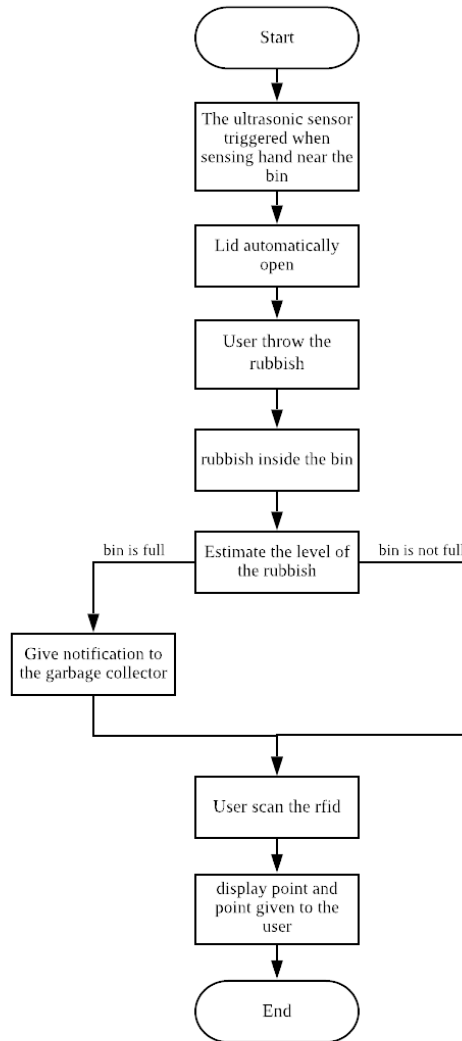 Start
The ultrasonic sensor
triggered when
sensing hand near the
bin
Lid automatically
open
User throw the
rubbish
rubbish inside the bin
bin is full
Estimate the level of
the rubbish
bin is not full
Give notification to
the garbage collector
User scan the rfid
display point and
point given to the
user
End